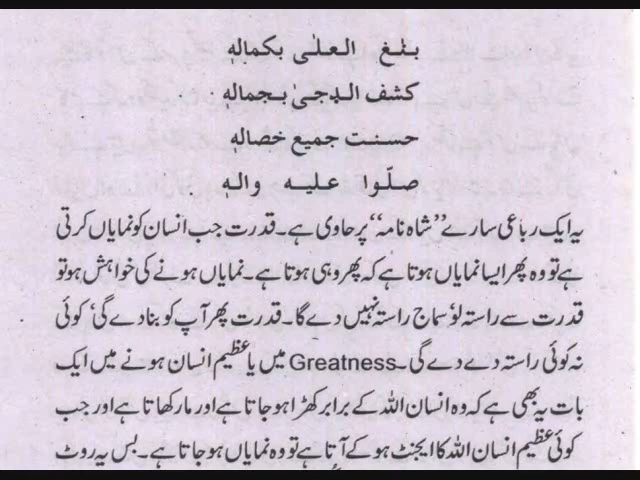 بلغ العلٰی بکمالہٖ
کشف الدجیٰ بجمالہٖ
حسنت جمیع خصالہٖ
صلّوا علیہ واٰلہٖ
یہ ایک رباعی سارے ”شاہ نامہ“ پر حاوی ہے۔ قدرت جب انسان کو نمایاں کرتی
ہے تو وہ پھر ایسا نمایاں ہوتا ہے کہ پھر وہی ہوتا ہے۔ نمایاں ہونے کی خواہش ہو تو
قدرت سے راستہ لو‘ سماج راستہ نہیں دے گا۔ قدرت پھر آپ کو بنا دے گی‘ کوئی
نہ کوئی راستہ دے دے گی۔ Greatness میں یا عظیم انسان ہونے میں ایک
بات یہ بھی ہے کہ وہ انسان اللہ کے برابر کھڑا ہو جاتا ہے اور مار کھاتا ہے اور جب
کوئی عظیم انسان اللہ کا ایجنٹ ہو کے آتا ہے تو وہ نمایاں ہو جاتا ہے۔ بس یہ روٹ